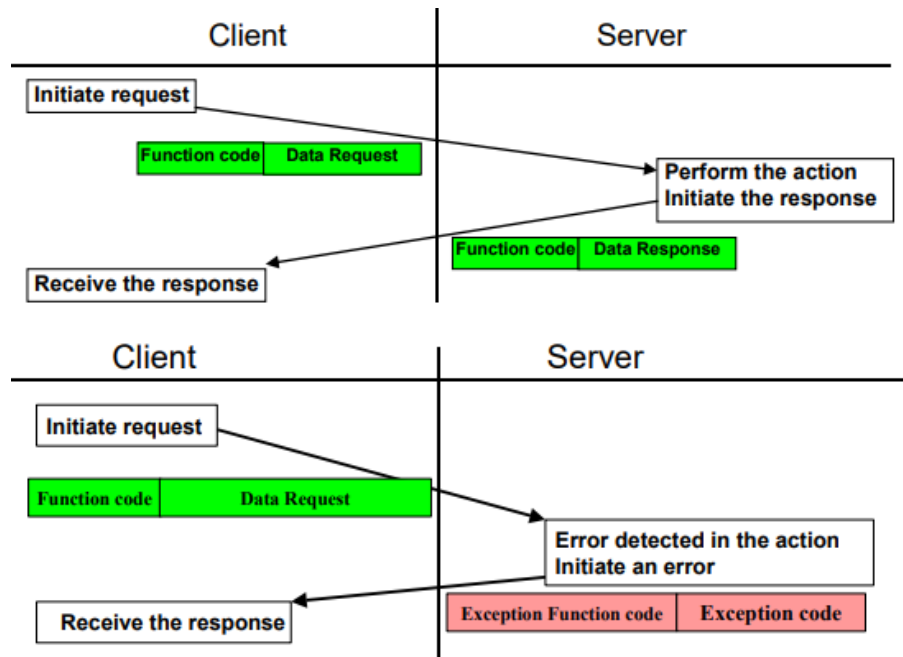 Client
Server
Initiate request
Function code Data Request
Perform the action
Initiate the response
Function code Data Response
Receive the response
Client
Server
Initiate request
Function code Data Request
Error detected in the action
Initiate an error
Exception Function code Exception code
Receive the response